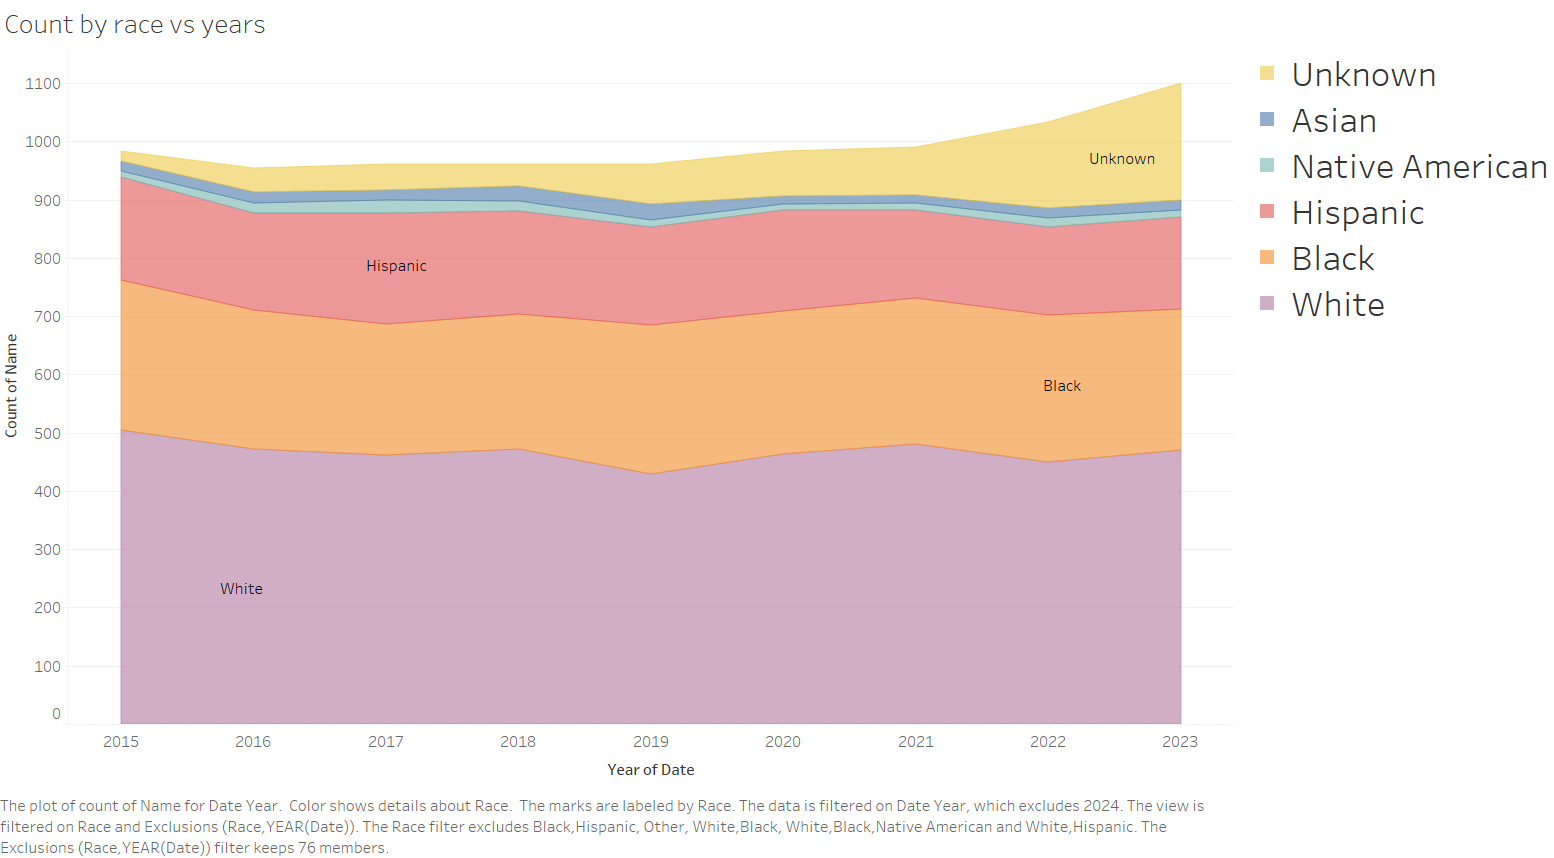 Count by race vs years
Unknown
Asian
Native American
Hispanic
Black
White
1100
1000
900
800
700
600
500
400
300
200
100
0
Count of Name
Unknown
Hispanic
Black
White
2015 2016 2017 2018 2019 2020 2021 2022 2023
Year of Date
The plot of count of Name for Date Year. Color shows details about Race. The marks are labeled by Race. The data is filtered on Date Year, which excludes 2024. The view is
filtered on Race and Exclusions (Race,YEAR(Date)). The Race filter excludes Black,Hispanic, Other, White,Black, White,Black,Native American and White,Hispanic. The
Exclusions (Race,YEAR(Date)) filter keeps 76 members.